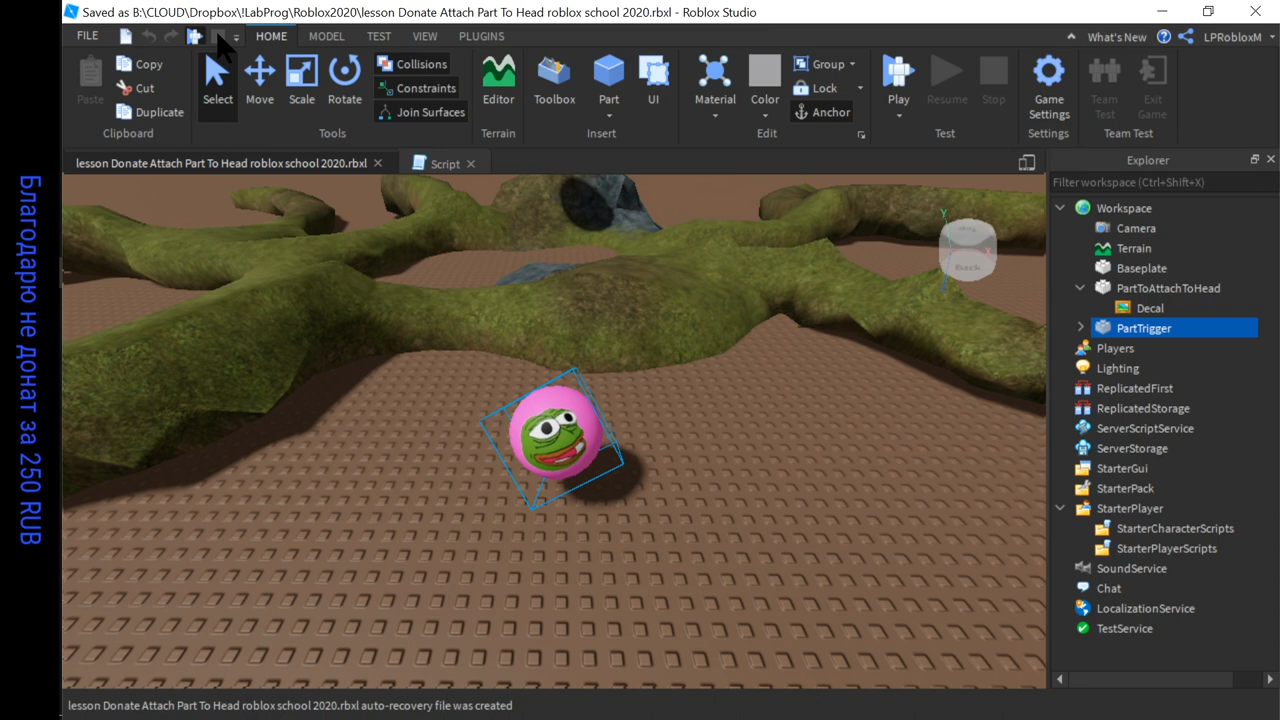 Saved as B:\CLOUD\Dropbox\!LabProg\Roblox2020\lesson Donate Attach Part To Head roblox school 2020.rbxl - Roblox Studio
FILE
HOME
MODEL
TEST
VIEW
PLUGINS
What's New
LPRobloxM
Paste
Copy
Cut
Duplicate
Clipboard
Select
Move
Scale
Rotate
Collisions
Constraints
Join Surfaces
Tools
Editor
Terrain
Toolbox
Part
UI
Insert
Material
Color
Group
Lock
Anchor
Edit
Play
Resume
Stop
Test
Game
Settings
Settings
Team
Test
Exit
Game
Team Test
lesson Donate Attach Part To Head roblox school 2020.rbxl
Script
Explorer
Filter workspace (Ctrl+Shift+X)
Workspace
Camera
Terrain
Baseplate
PartToAttachToHead
Decal
PartTrigger
Players
Lighting
ReplicatedFirst
ReplicatedStorage
ServerScriptService
ServerStorage
StarterGui
StarterPack
StarterPlayer
StarterCharacterScripts
StarterPlayerScripts
SoundService
Chat
LocalizationService
TestService
Y
Back
Благодарю не донат за 250 RUB
lesson Donate Attach Part To Head roblox school 2020.rbxl auto-recovery file was created